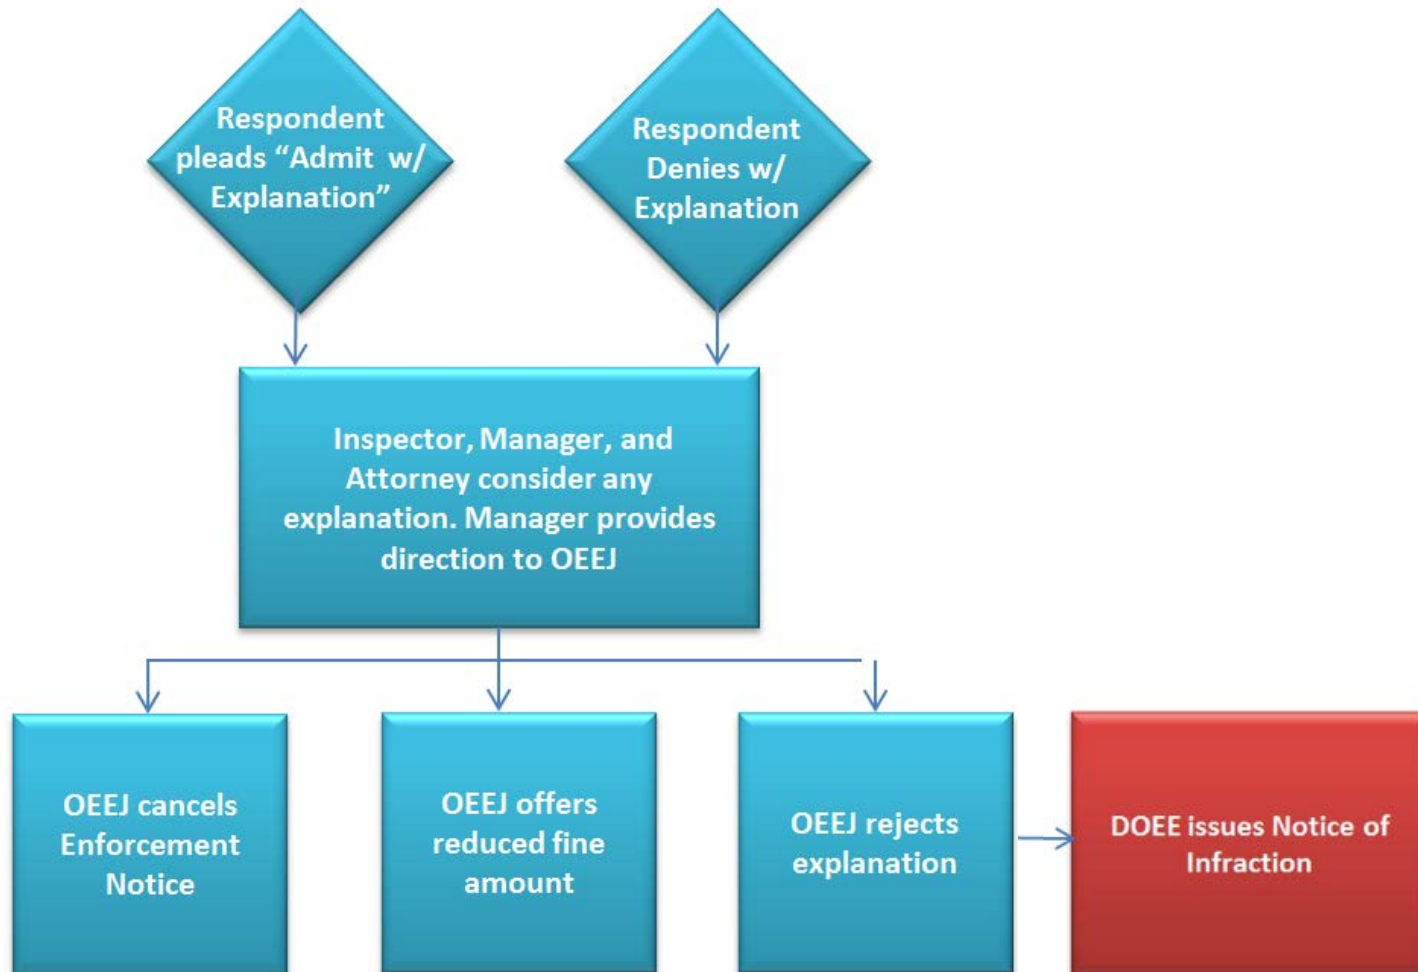 Respondent
pleads “Admit w/
Explanation”
Respondent
Denies w/
Explanation
Inspector, Manager, and
Attorney consider any
explanation. Manager provides
direction to OEEJ
OEEJ cancels
Enforcement
Notice
OEEJ offers
reduced fine
amount
OEEJ rejects
explanation
DOEE issues Notice of
Infraction